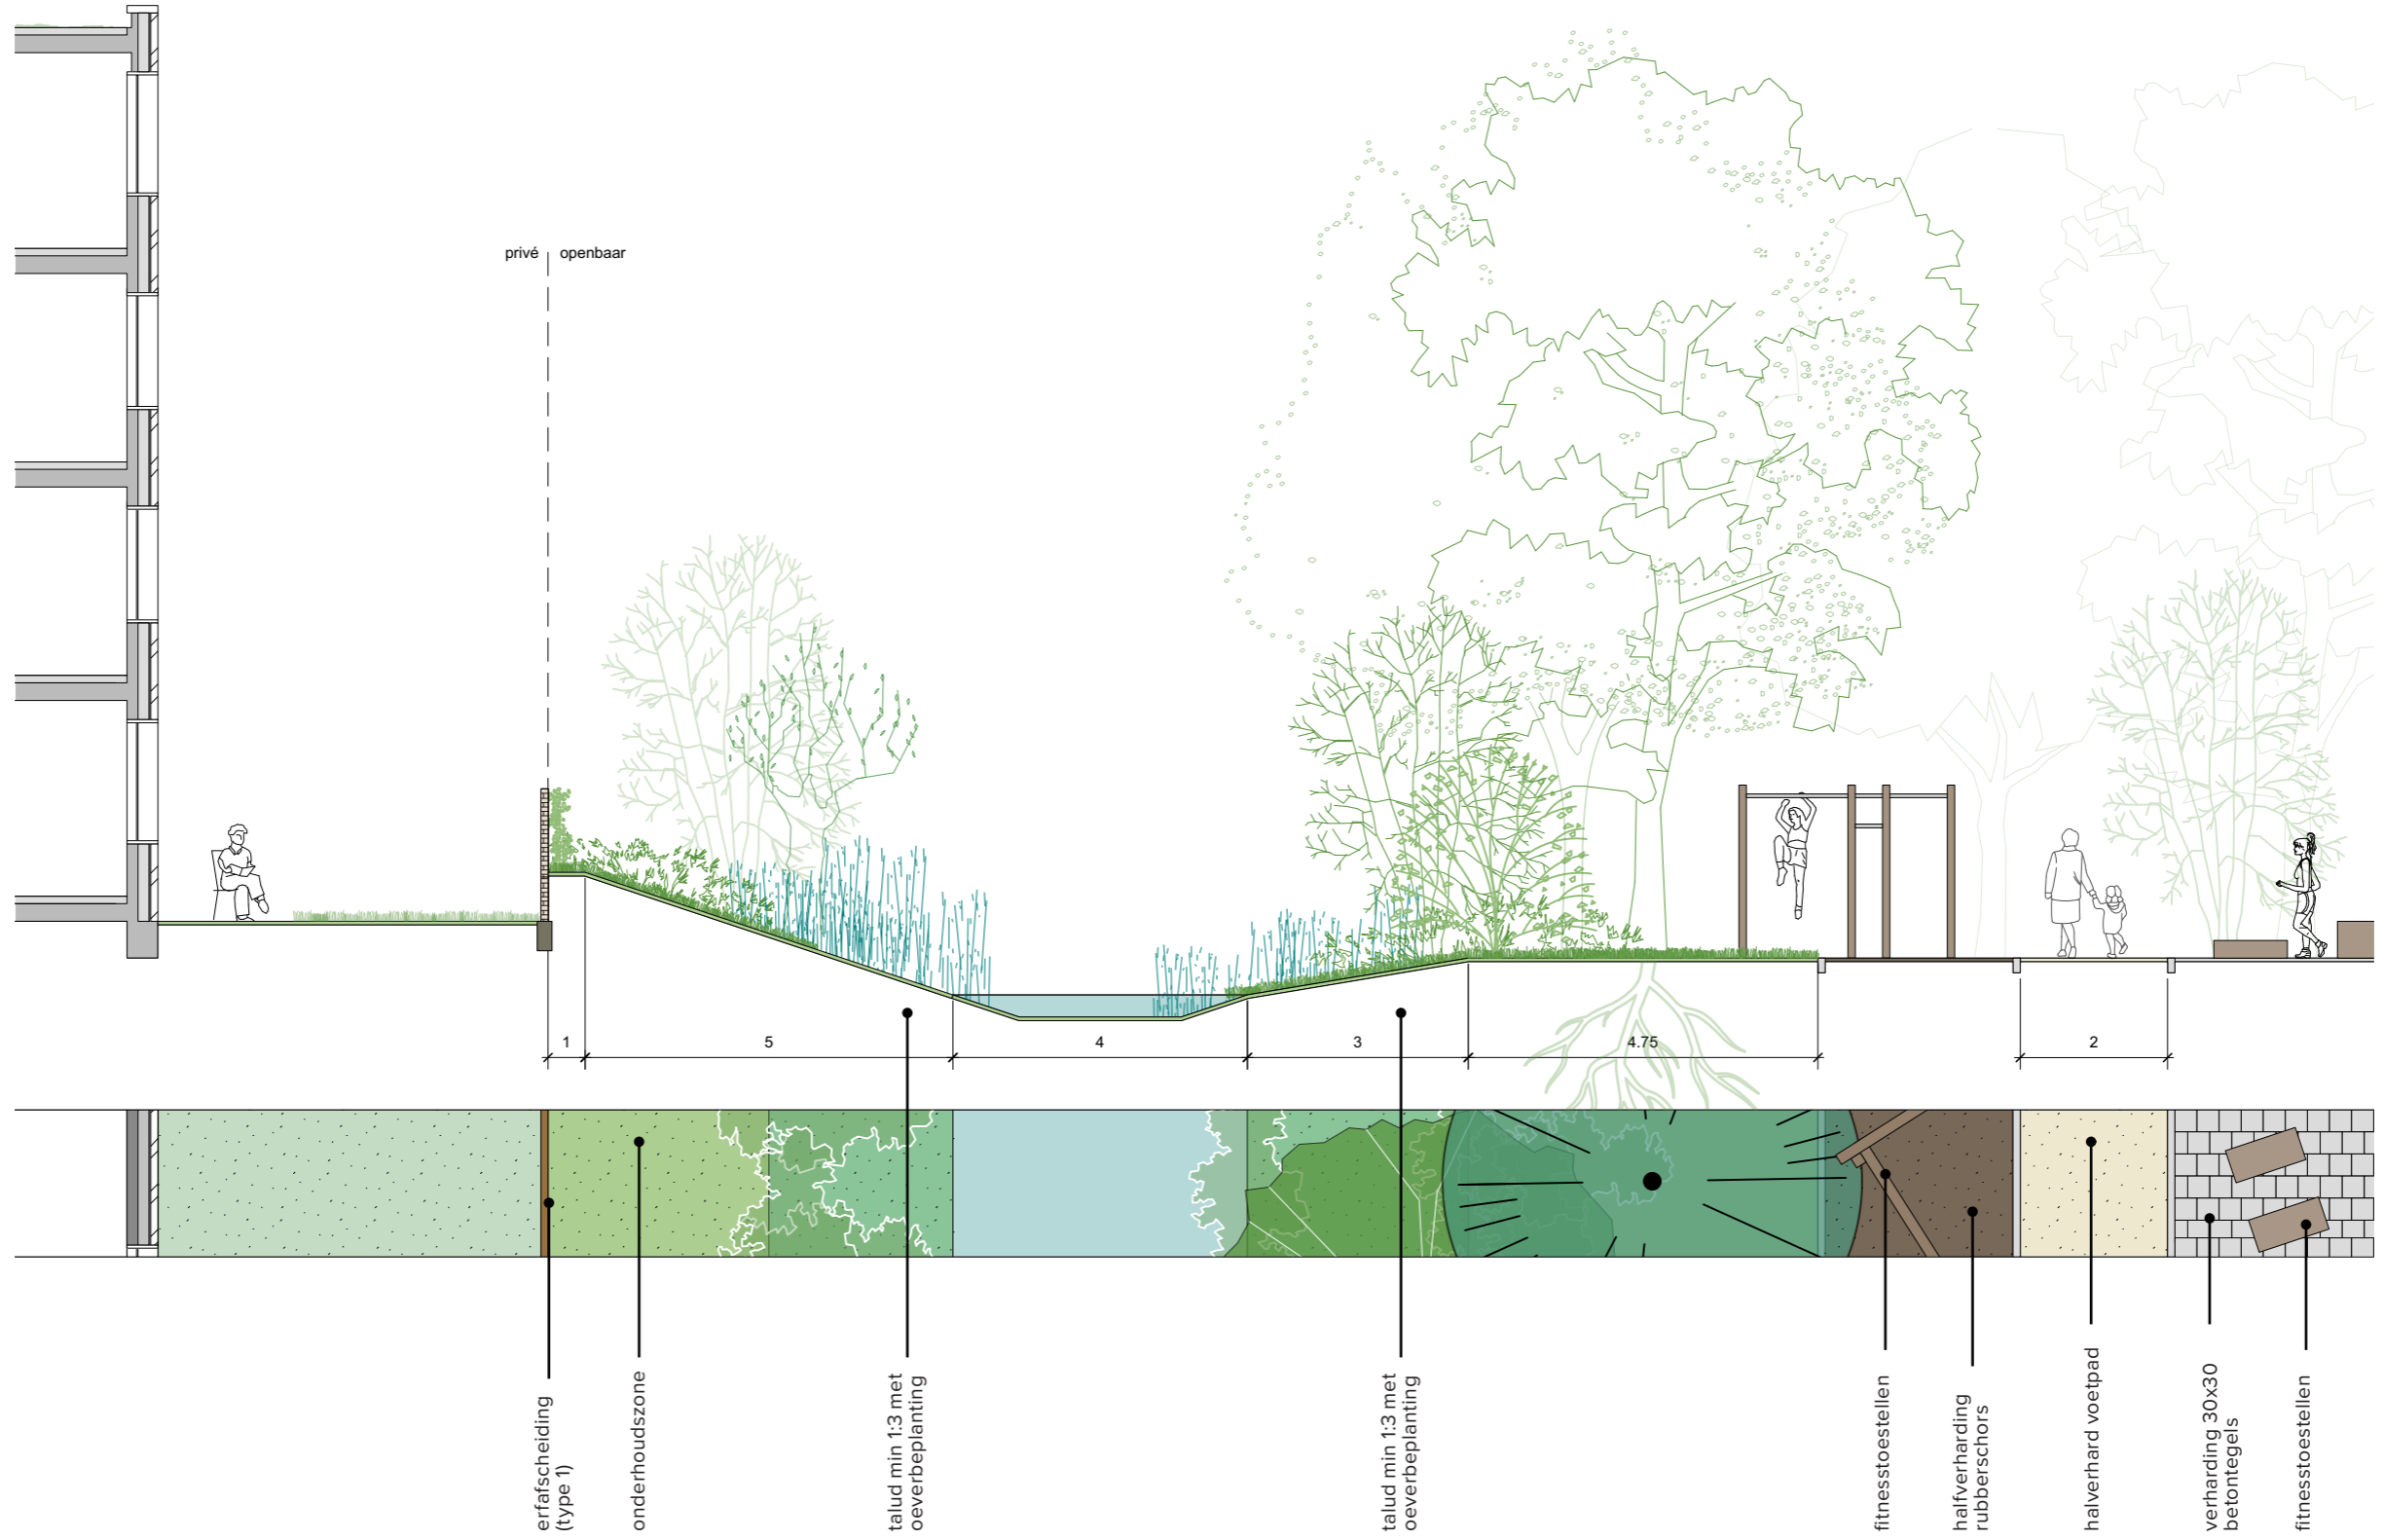 privé
openbaar
1
5
4
3
4.75
2
erfafscheiding
(type 1)
onderhoudszone
talud min 1:3 met
oeverbeplanting
talud min 1:3 met
oeverbeplanting
fitnesstoestellen
halfverharding
rubberschors
halverhard voetpad
verharding 30x30
betontegels
fitnesstoestellen